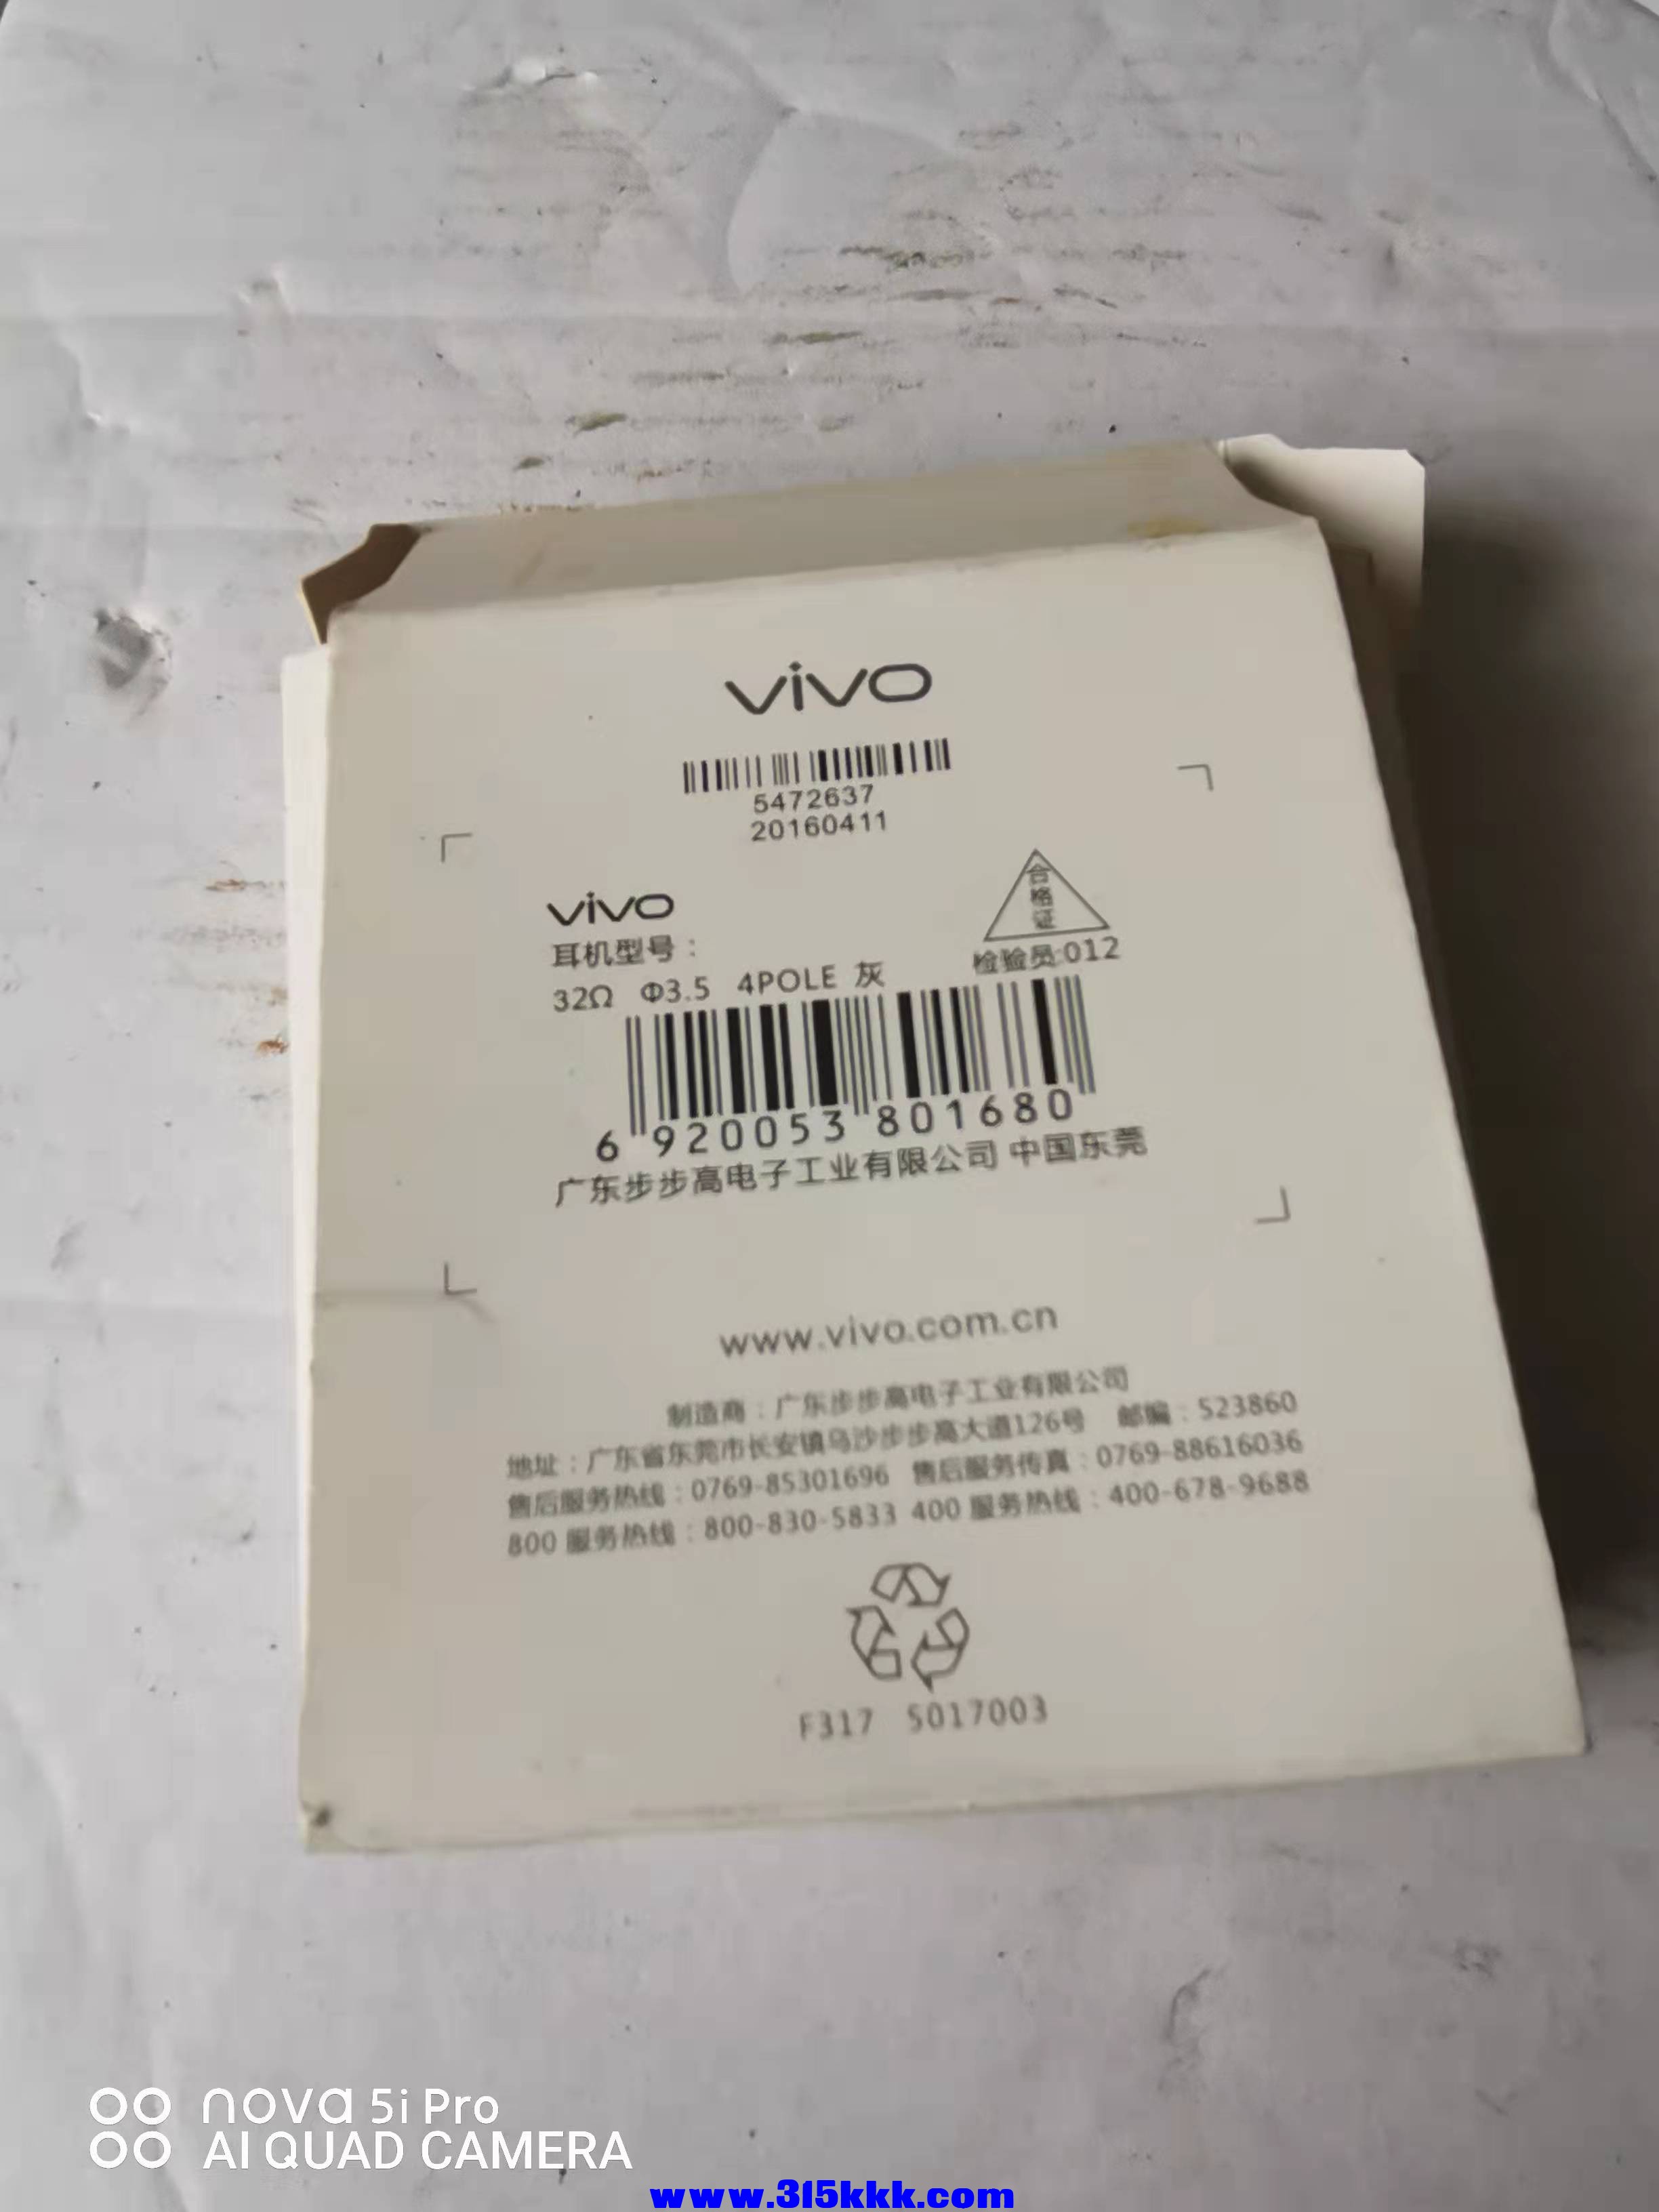 vivo
5472637
20160411
合
格
证
vivo
耳机型号：
检验员:012
32Ω Φ3.5 4POLE 灰
6 920053 801680
广东步步高电子工业有限公司 中国东莞
www.vivo.com.cn
制造商：广东步步高电子工业有限公司
地址：广东省东莞市长安镇乌沙步步高大道126号 邮编：523860
售后服务热线：0769-85301696 售后服务传真：0769-88616036
800 服务热线：800-830-5833 400 服务热线：400-678-9688
F317 5017003
nova 5i Pro
AI QUAD CAMERA
www.315kkk.com